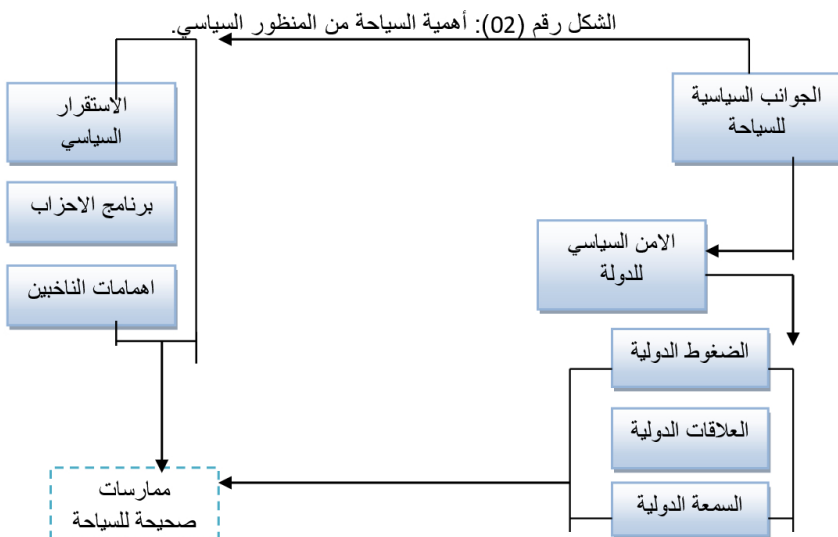 الشكل رقم (02): أهمية السياحة من المنظور السياسي.
الجوانب السياسية
للسياحة
الاستقرار
السياسي
برنامج الاحزاب
الامن السياسي
للدولة
اهمامات الناخبين
الضغوط الدولية
العلاقات الدولية
السمعة الدولية
ممارسات
صحيحة للسياحة